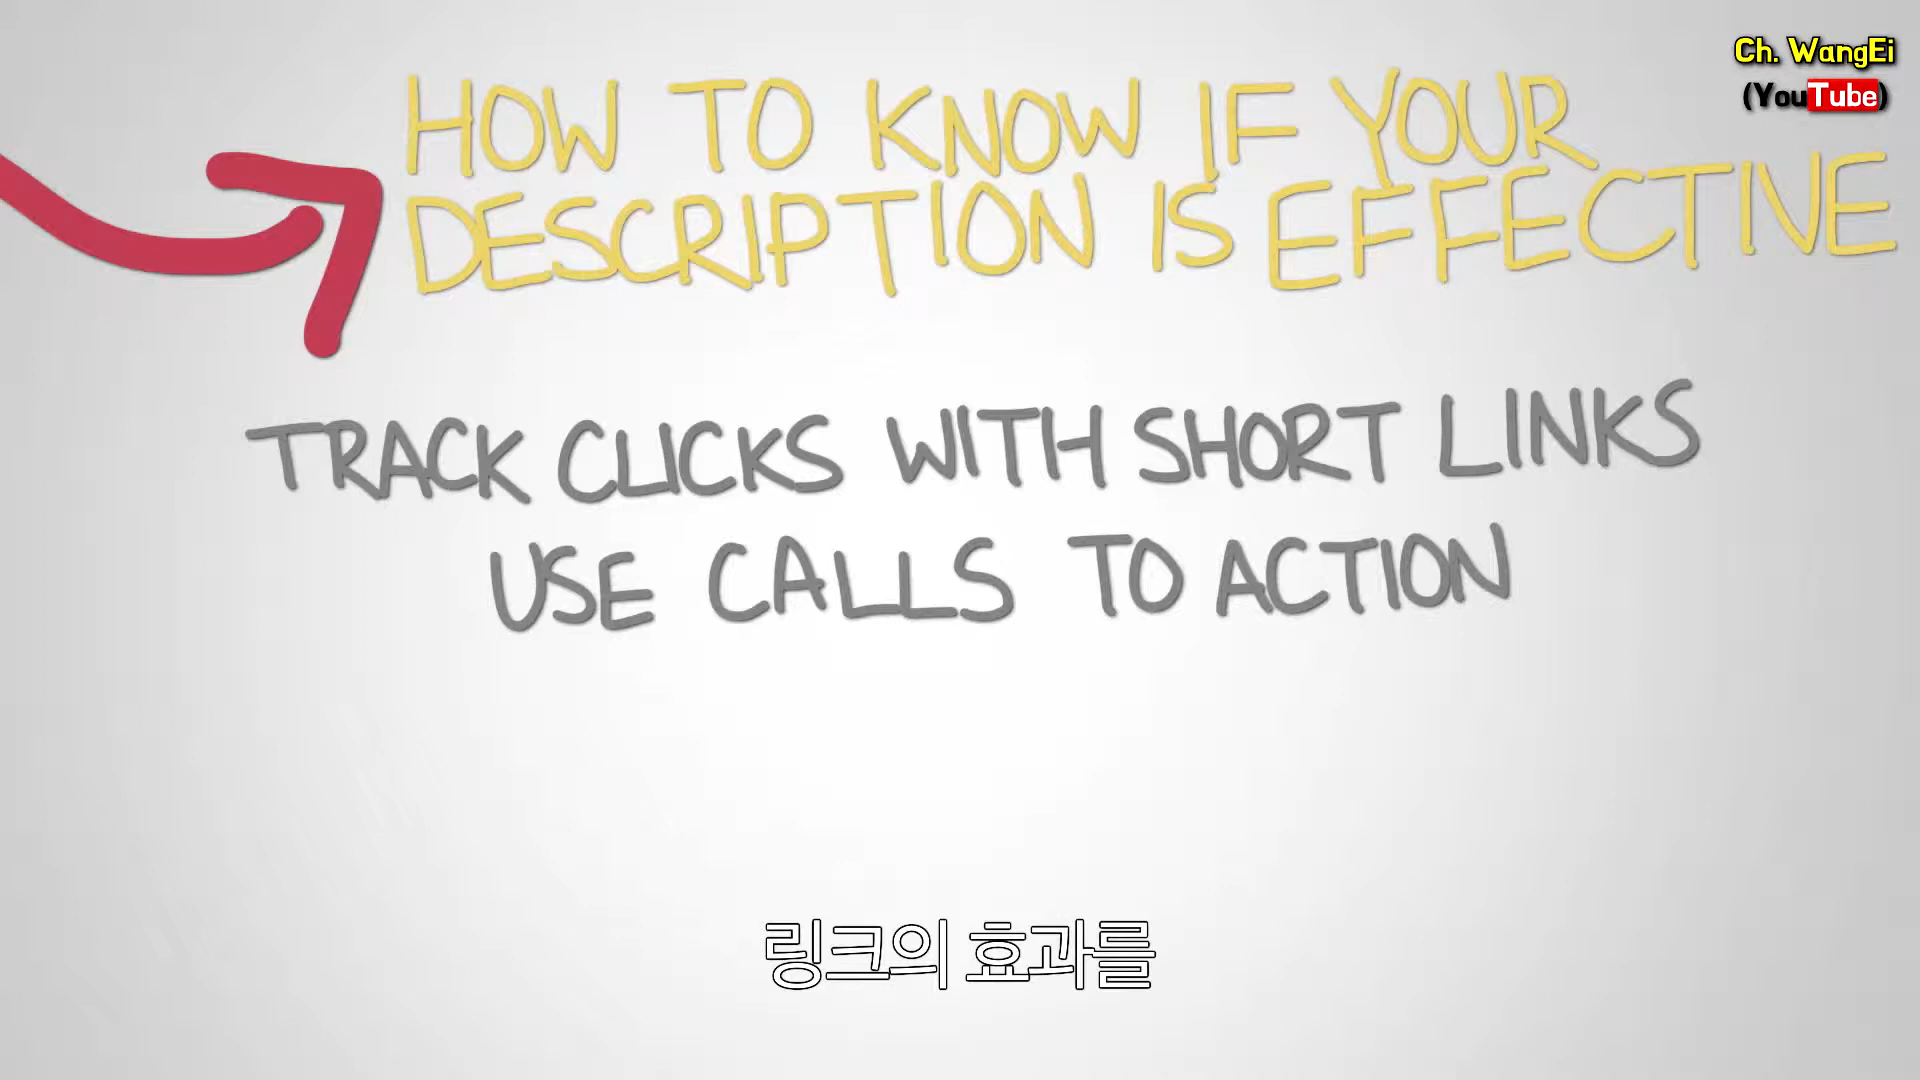 Ch. WangEi
(YouTube)
HOW TO KNOW IF YOUR
DESCRIPTION IS EFFECTIVE
TRACK CLICKS WITH SHORT LINKS
USE CALLS TO ACTION
링크의 효과를